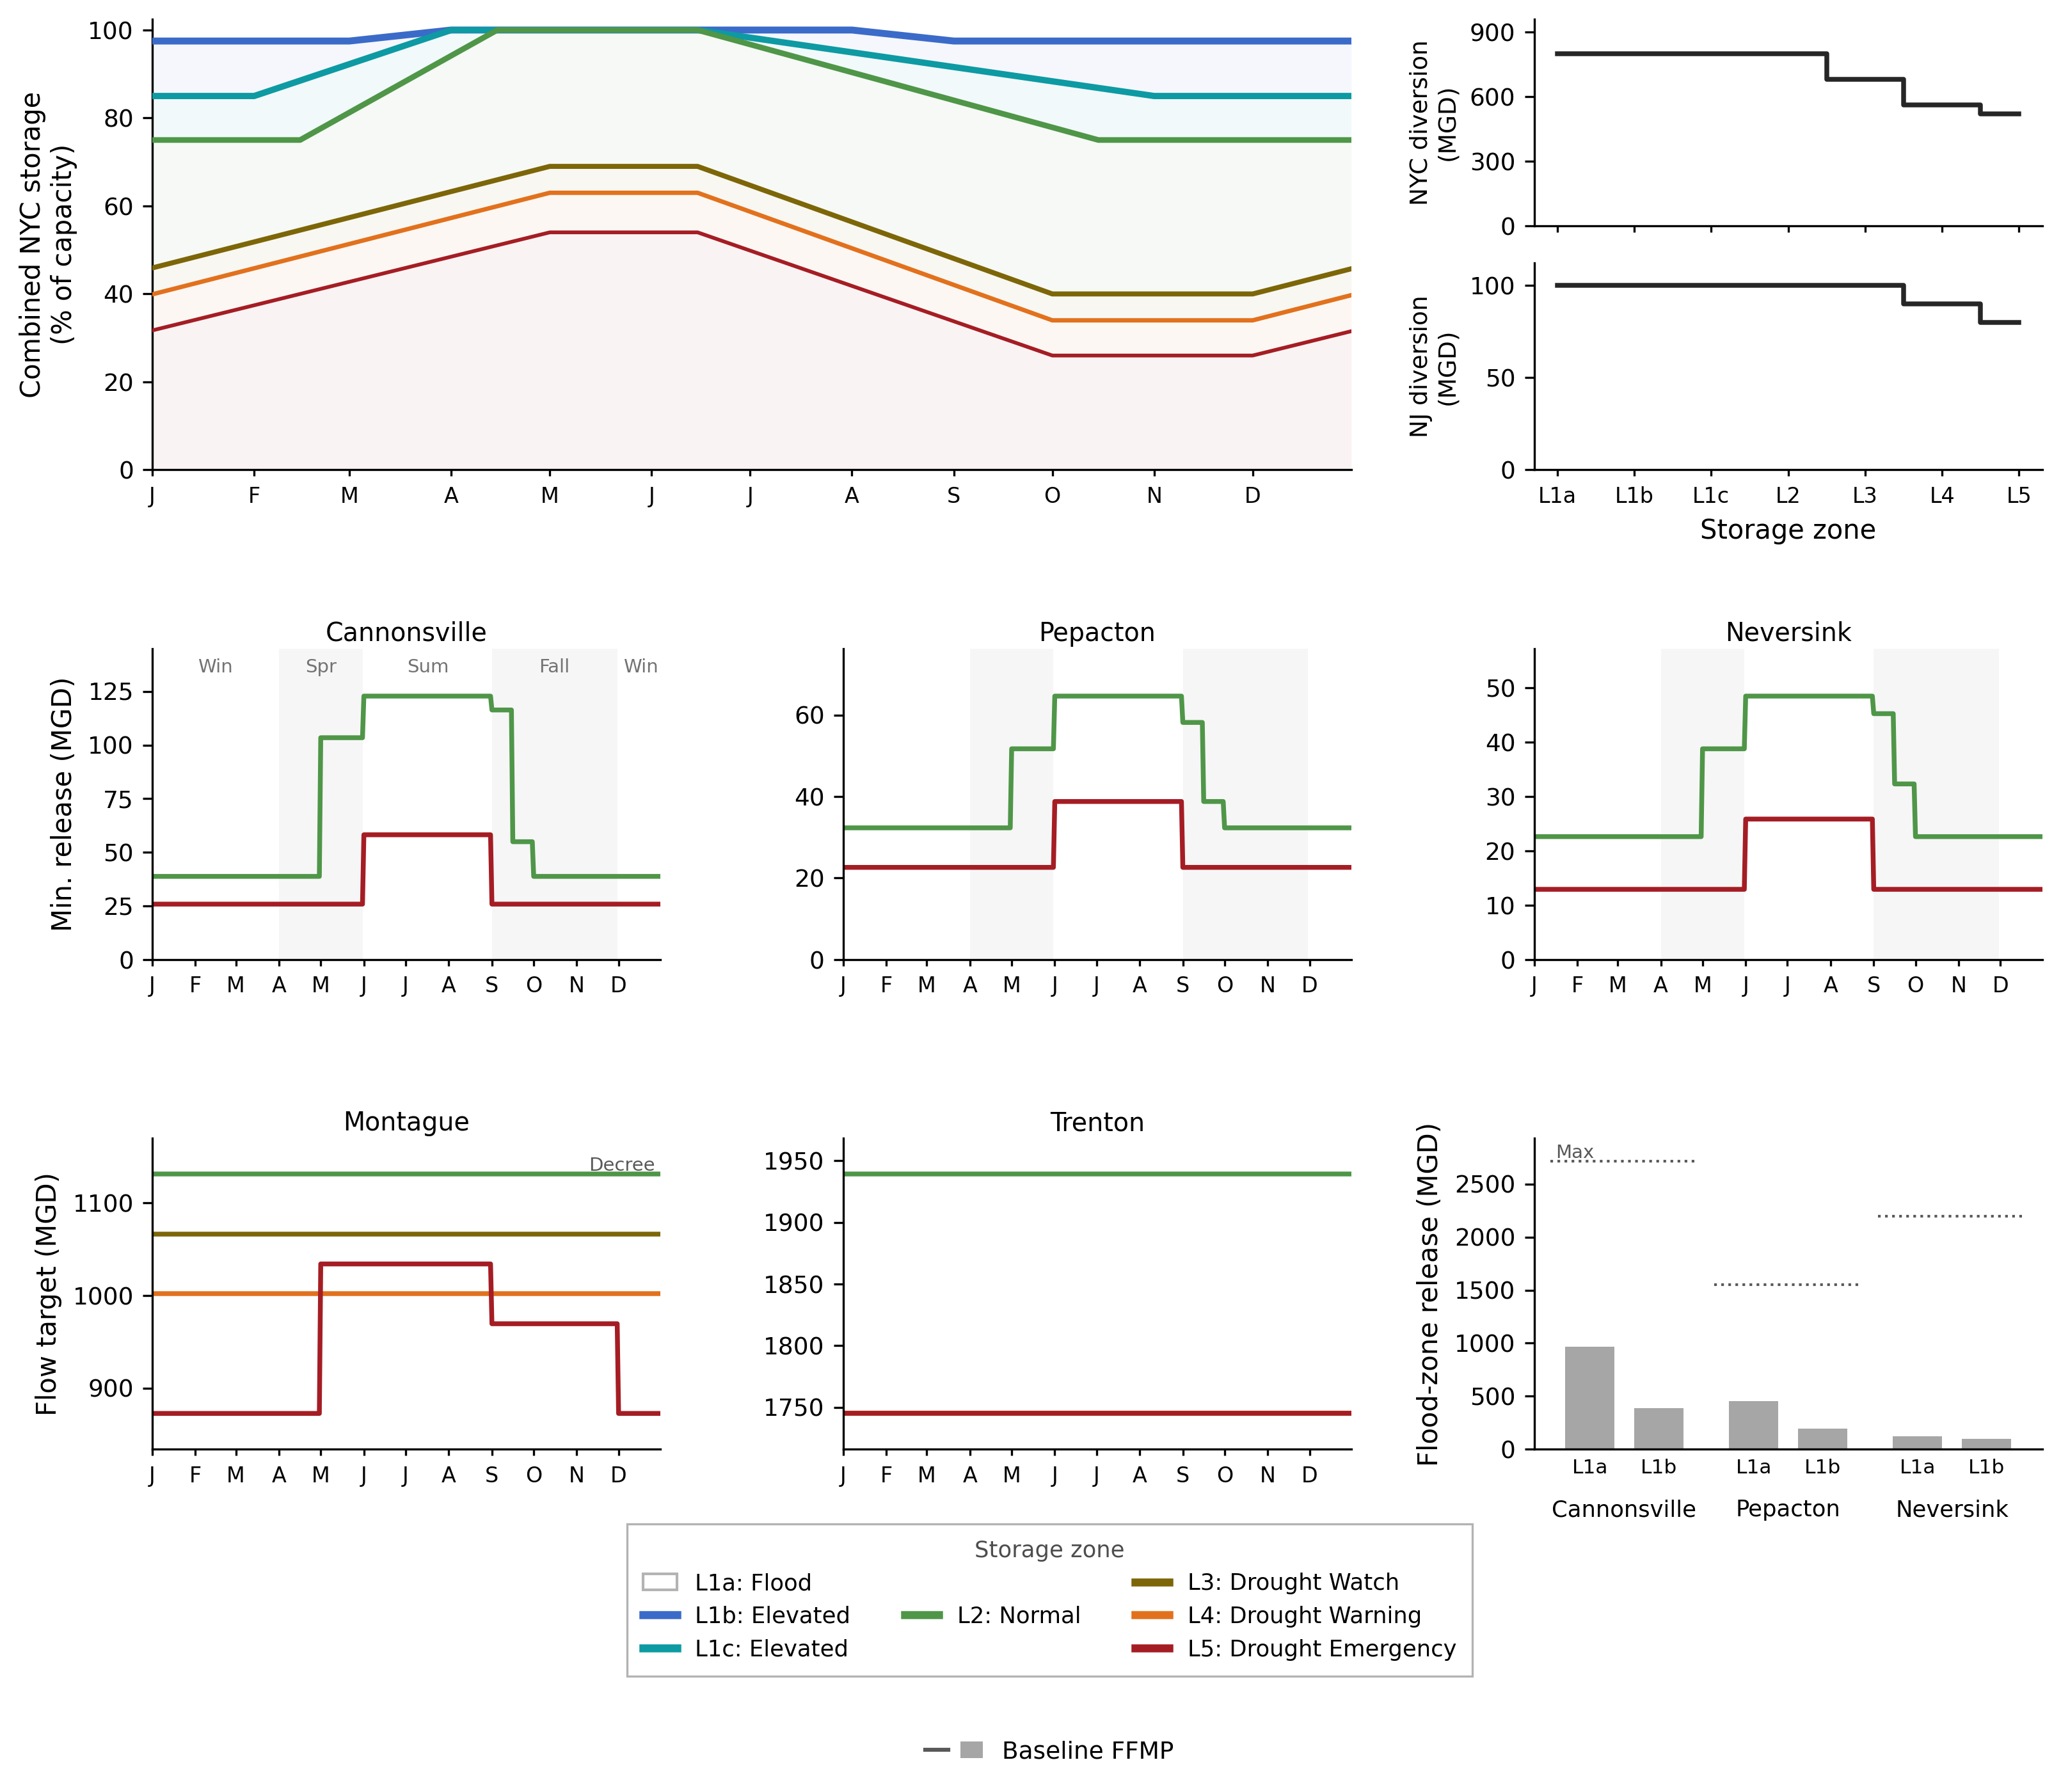 Combined NYC storage
(% of capacity)
100
80
60
40
20
0
J F M A M J J A S O N D
NYC diversion
(MGD)
900
600
300
0
NJ diversion
(MGD)
100
50
0
L1a L1b L1c L2 L3 L4 L5
Storage zone
Cannonsville
Win Spr Sum Fall Win
Min. release (MGD)
125
100
75
50
25
0
J F M A M J J A S O N D
Pepacton
60
40
20
0
J F M A M J J A S O N D
Neversink
50
40
30
20
10
0
J F M A M J J A S O N D
Montague
Decree
Flow target (MGD)
1100
1000
900
J F M A M J J A S O N D
Trenton
1950
1900
1850
1800
1750
J F M A M J J A S O N D
Flood-zone release (MGD)
Max
2500
2000
1500
1000
500
0
L1a L1b L1a L1b L1a L1b
Cannonsville Pepacton Neversink
Storage zone
L1a: Flood
L1b: Elevated
L1c: Elevated
L2: Normal
L3: Drought Watch
L4: Drought Warning
L5: Drought Emergency
Baseline FFMP